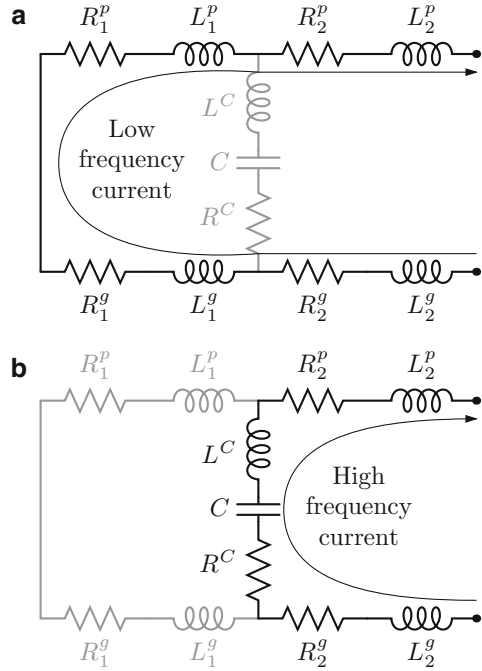 a
R_1^p L_1^p R_2^p L_2^p
L^C
Low
frequency
current
C
R^C
R_1^g L_1^g R_2^g L_2^g
b
R_1^p L_1^p R_2^p L_2^p
L^C
C
High
frequency
current
R^C
R_1^g L_1^g R_2^g L_2^g